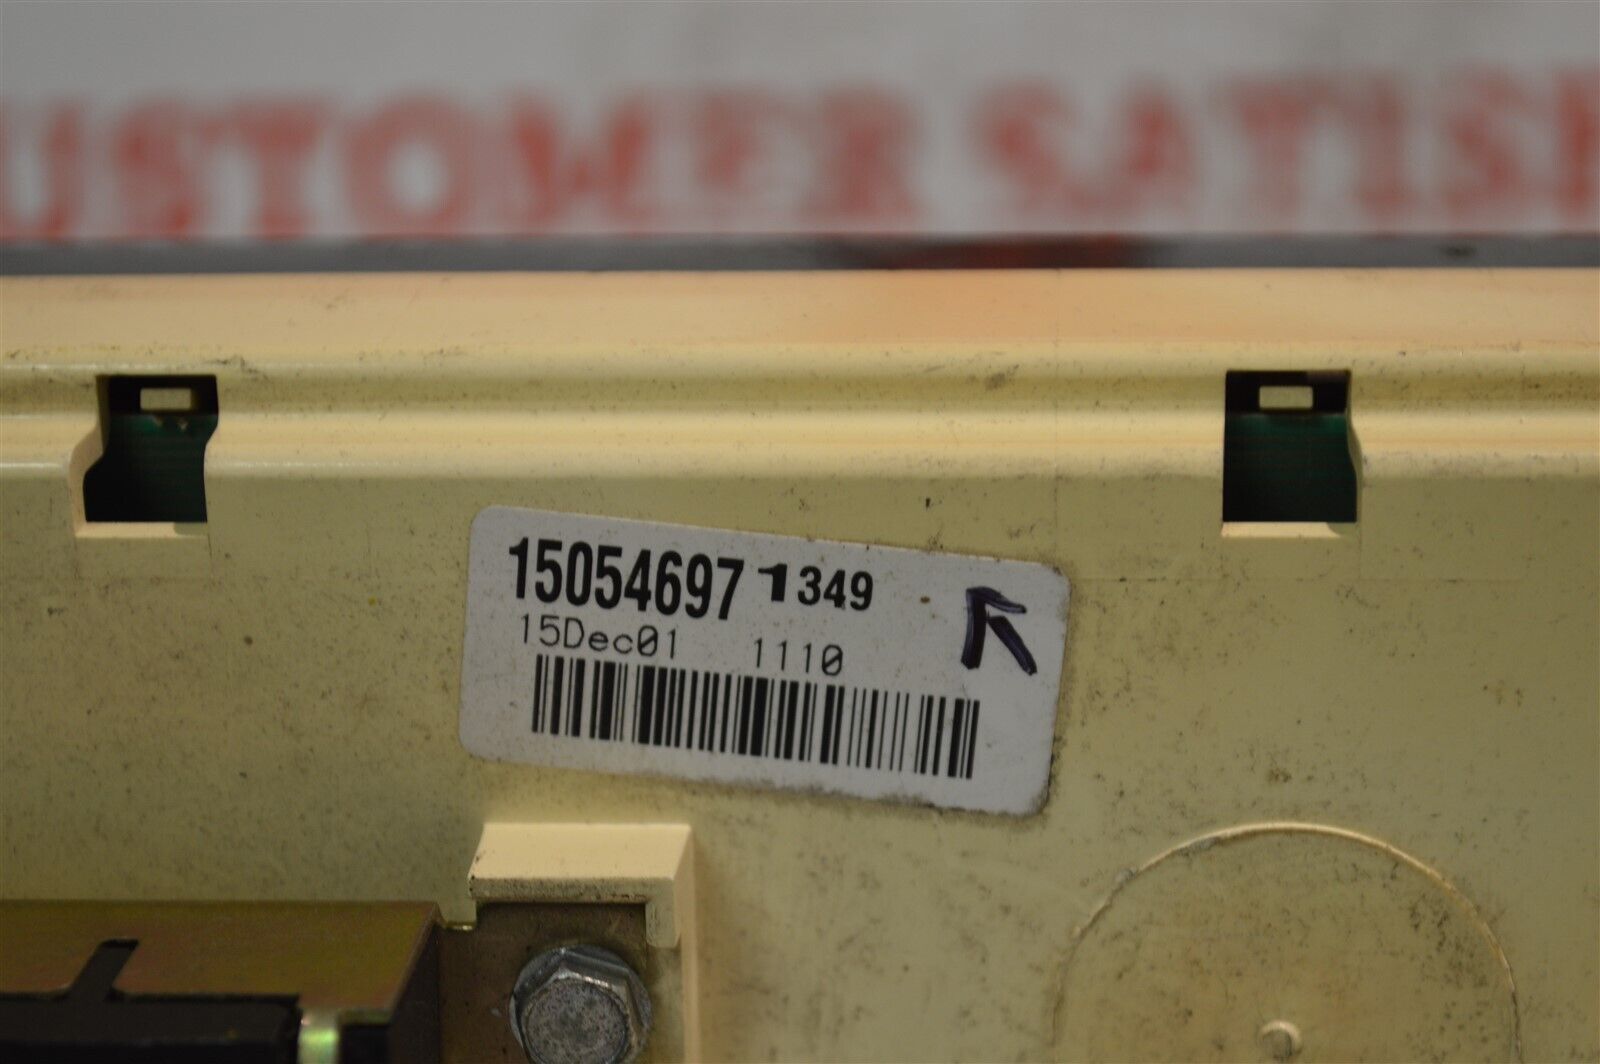 USTOMER SATISF
15054697 1349
15Dec01 1110